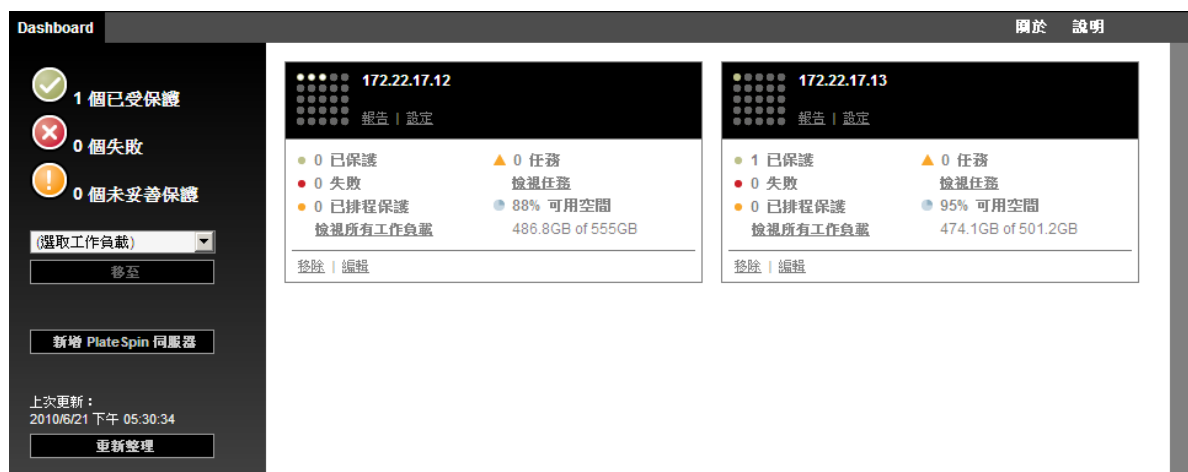 Dashboard
關於 說明
1 個已受保護
0 個失敗
0 個未妥善保護
(選取工作負載)
移至
新增 PlateSpin 伺服器
上次更新：
2010/6/21 下午 05:30:34
更新整理
172.22.17.12
報告 | 設定
0 已保護
0 失敗
0 已排程保護
檢視所有工作負載
0 任務
檢視任務
88% 可用空間
486.8GB of 555GB
移除 | 編輯
172.22.17.13
報告 | 設定
1 已保護
0 失敗
0 已排程保護
檢視所有工作負載
0 任務
檢視任務
95% 可用空間
474.1GB of 501.2GB
移除 | 編輯